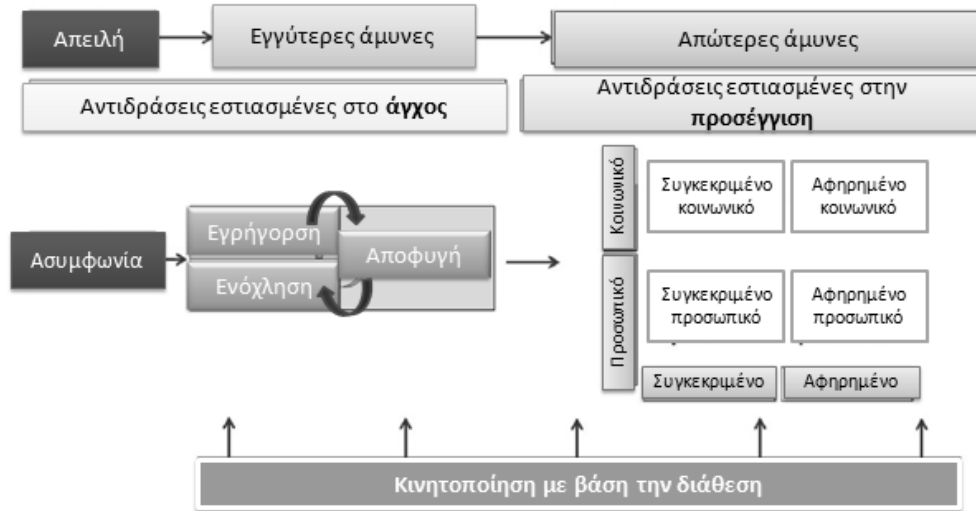 Απειλή
Εγγύτερες άμυνες
Απώτερες άμυνες
Αντιδράσεις εστιασμένες στο άγχος
Αντιδράσεις εστιασμένες στην
προσέγγιση
Ασυμφωνία
Εγρήγορση
Ενόχληση
Αποφυγή
Κοινωνικό
Συγκεκριμένο
κοινωνικό
Αφηρημένο
κοινωνικό
Προσωπικό
Συγκεκριμένο
προσωπικό
Αφηρημένο
προσωπικό
Συγκεκριμένο
Αφηρημένο
Κινητοποίηση με βάση την διάθεση